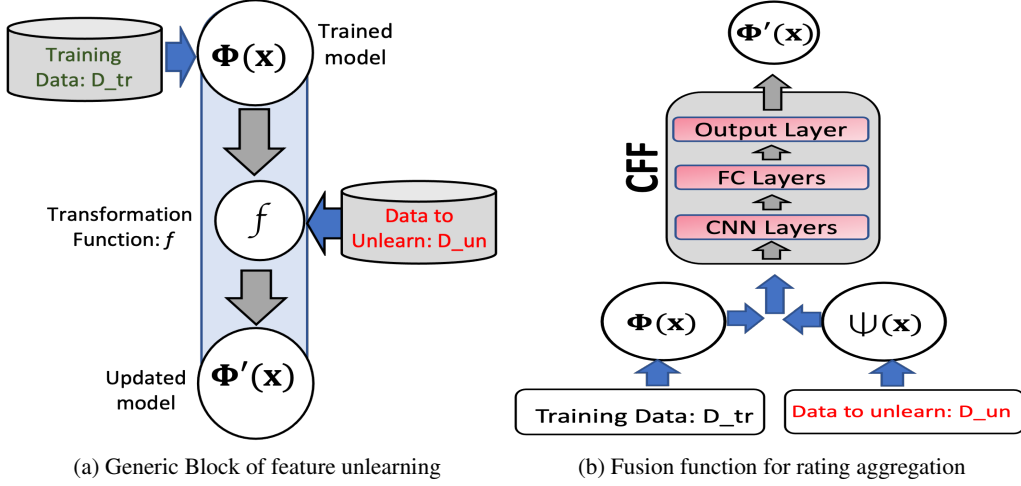 Training
Data: D_tr
Φ(x)
Trained
model
Transformation
Function: f
f
Data to
Unlearn: D_un
Updated
model
Φ′(x)
(a) Generic Block of feature unlearning
Φ′(x)
CFF
Output Layer
FC Layers
CNN Layers
Φ(x)
Ψ(x)
Training Data: D_tr
Data to unlearn: D_un
(b) Fusion function for rating aggregation